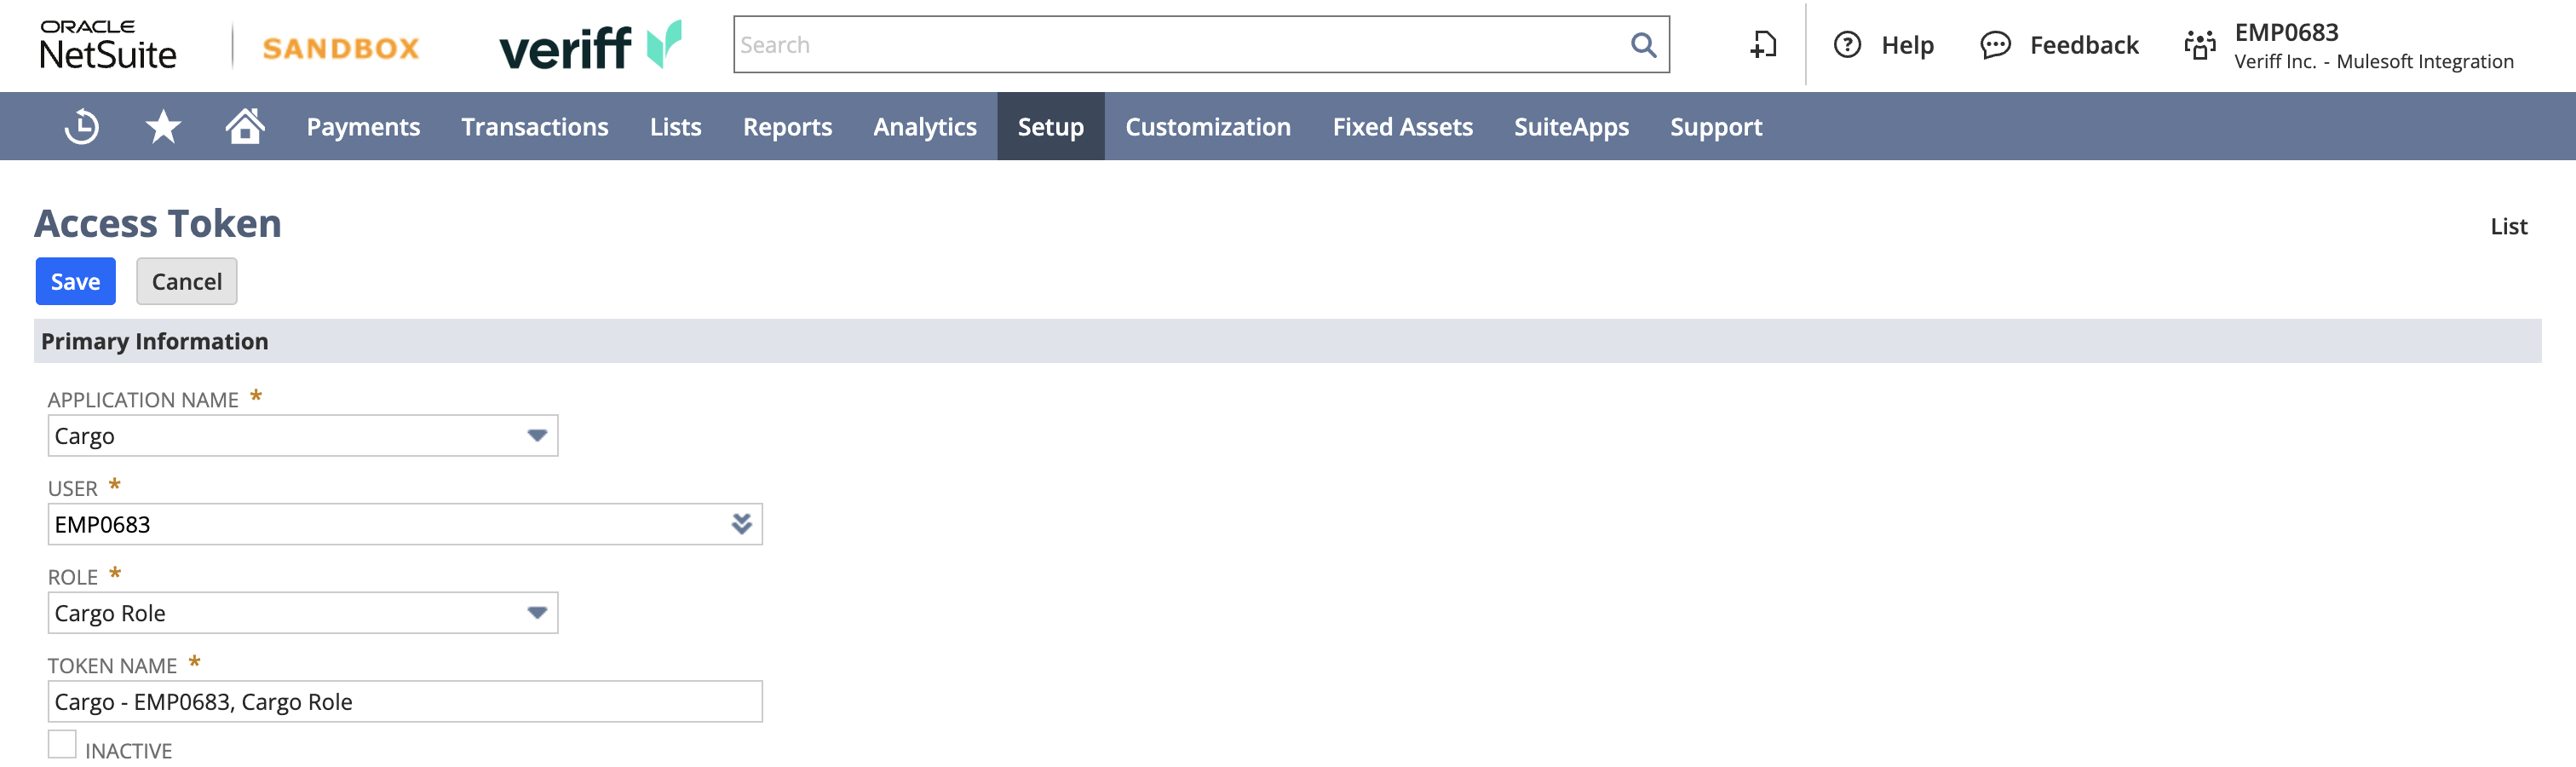 ORACLE
NetSuite
SANDBOX
veriff
Search
Help
Feedback
EMP0683
Veriff Inc. - Mulesoft Integration
Payments Transactions Lists Reports Analytics Setup Customization Fixed Assets SuiteApps Support
Access Token
List
Save Cancel
Primary Information
APPLICATION NAME *
Cargo
USER *
EMP0683
ROLE *
Cargo Role
TOKEN NAME *
Cargo - EMP0683, Cargo Role
INACTIVE